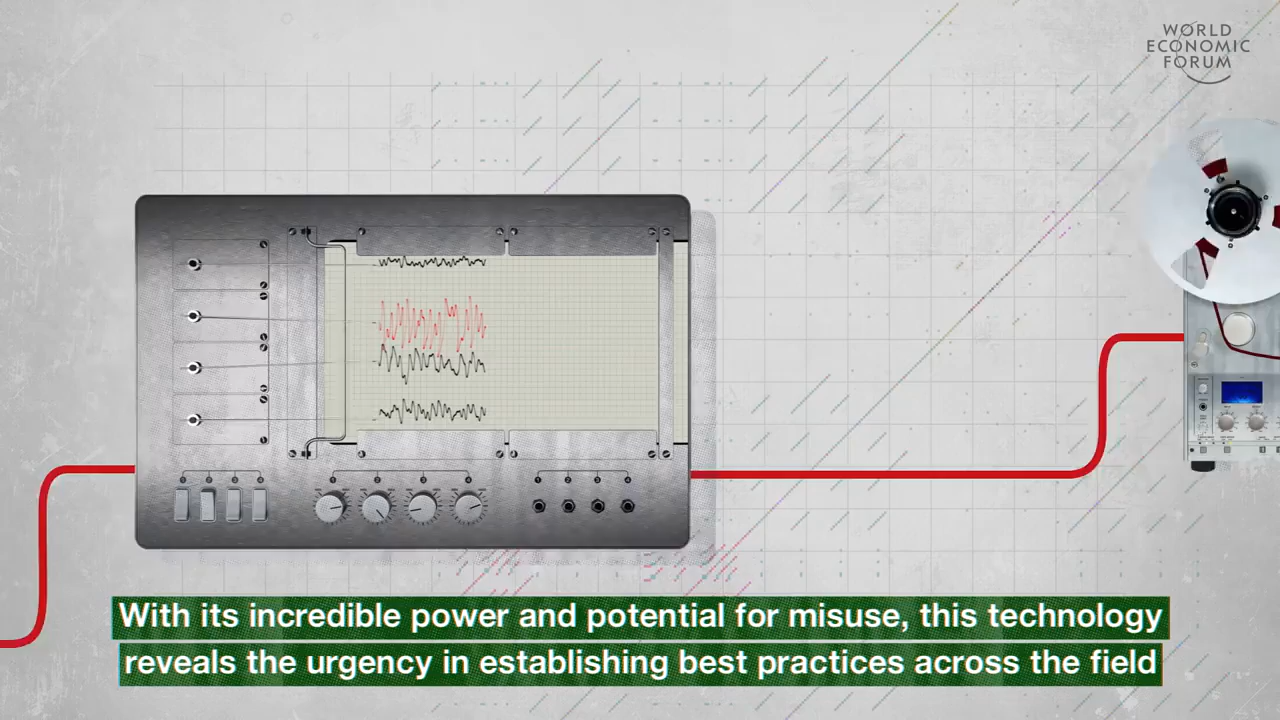 WORLD
ECONOMIC
FORUM
With its incredible power and potential for misuse, this technology
reveals the urgency in establishing best practices across the field